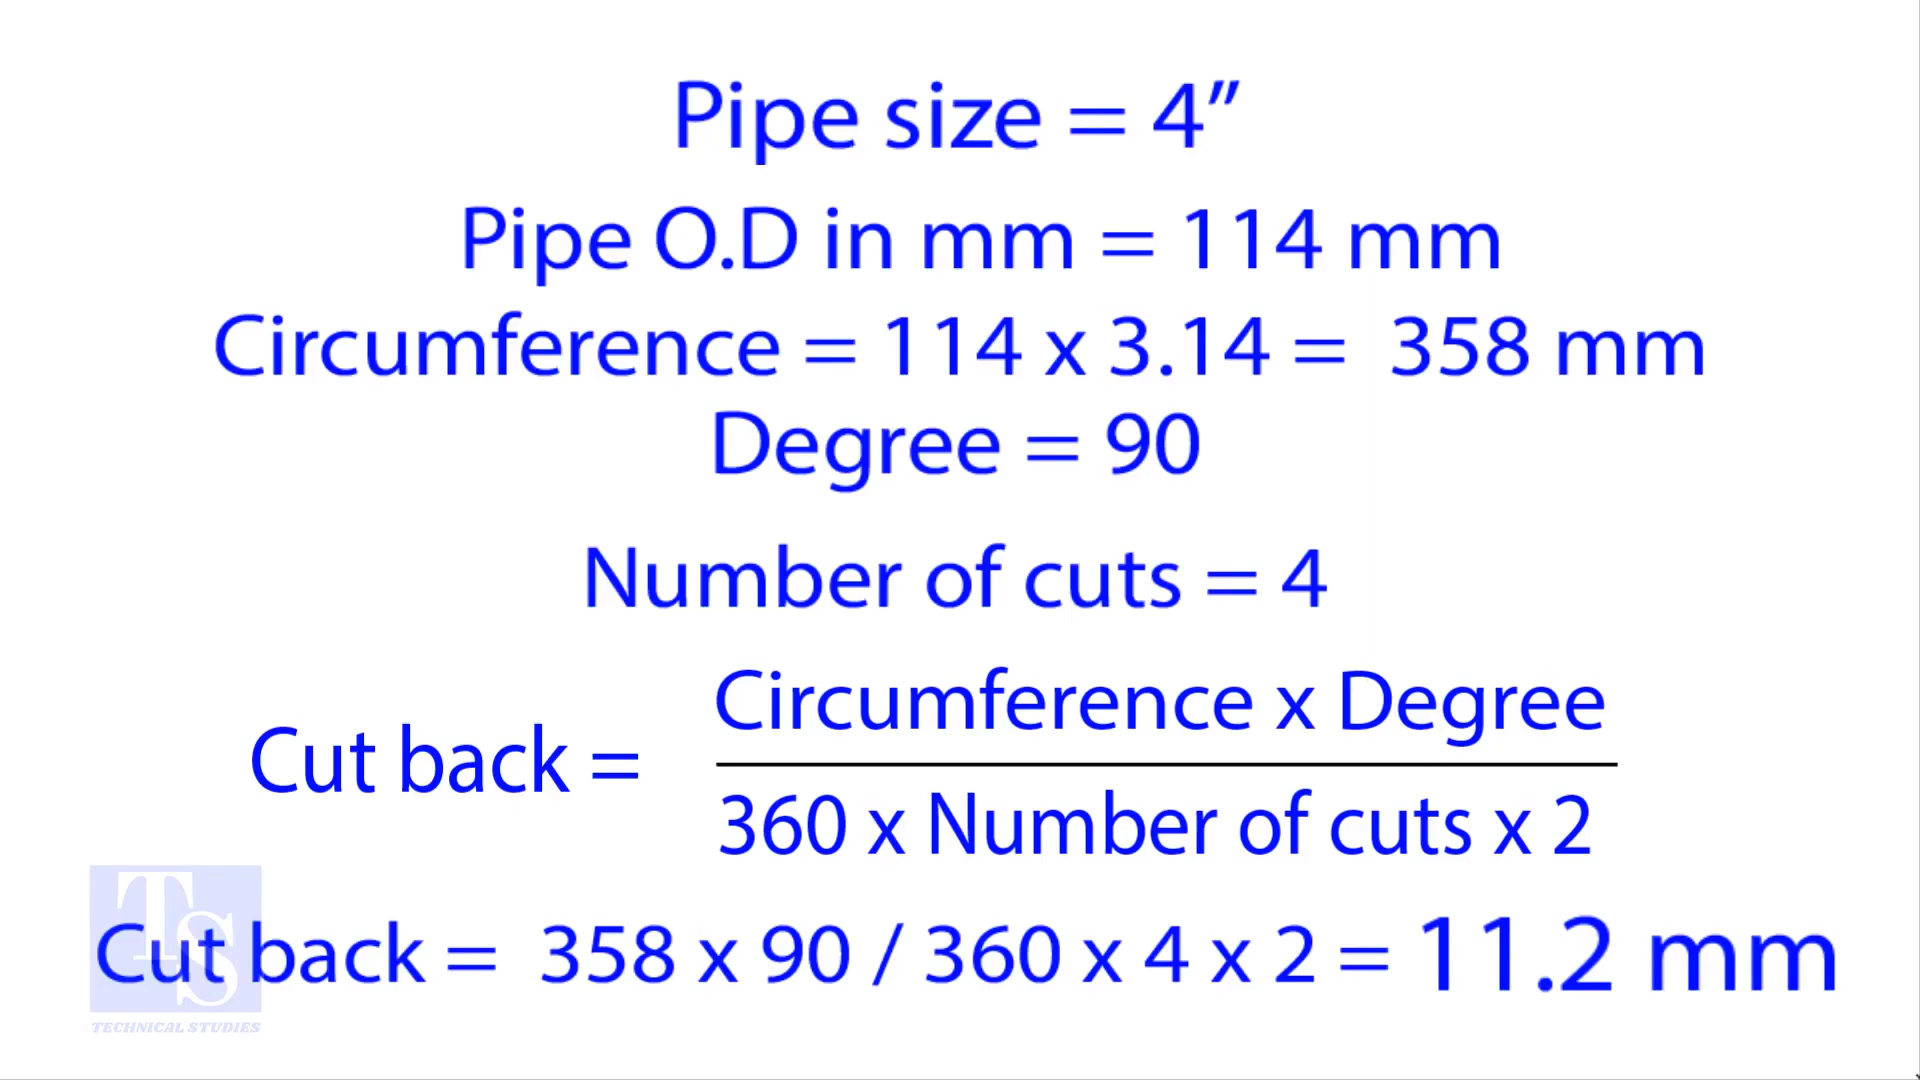 Pipe size = 4”
Pipe O.D in mm = 114 mm
Circumference = 114 x 3.14 = 358 mm
Degree = 90
Number of cuts = 4
Cut back =
Circumference x Degree
360 x Number of cuts x 2
Cut back = 358 x 90 / 360 x 4 x 2 = 11.2 mm
TS
TECHNICAL STUDIES